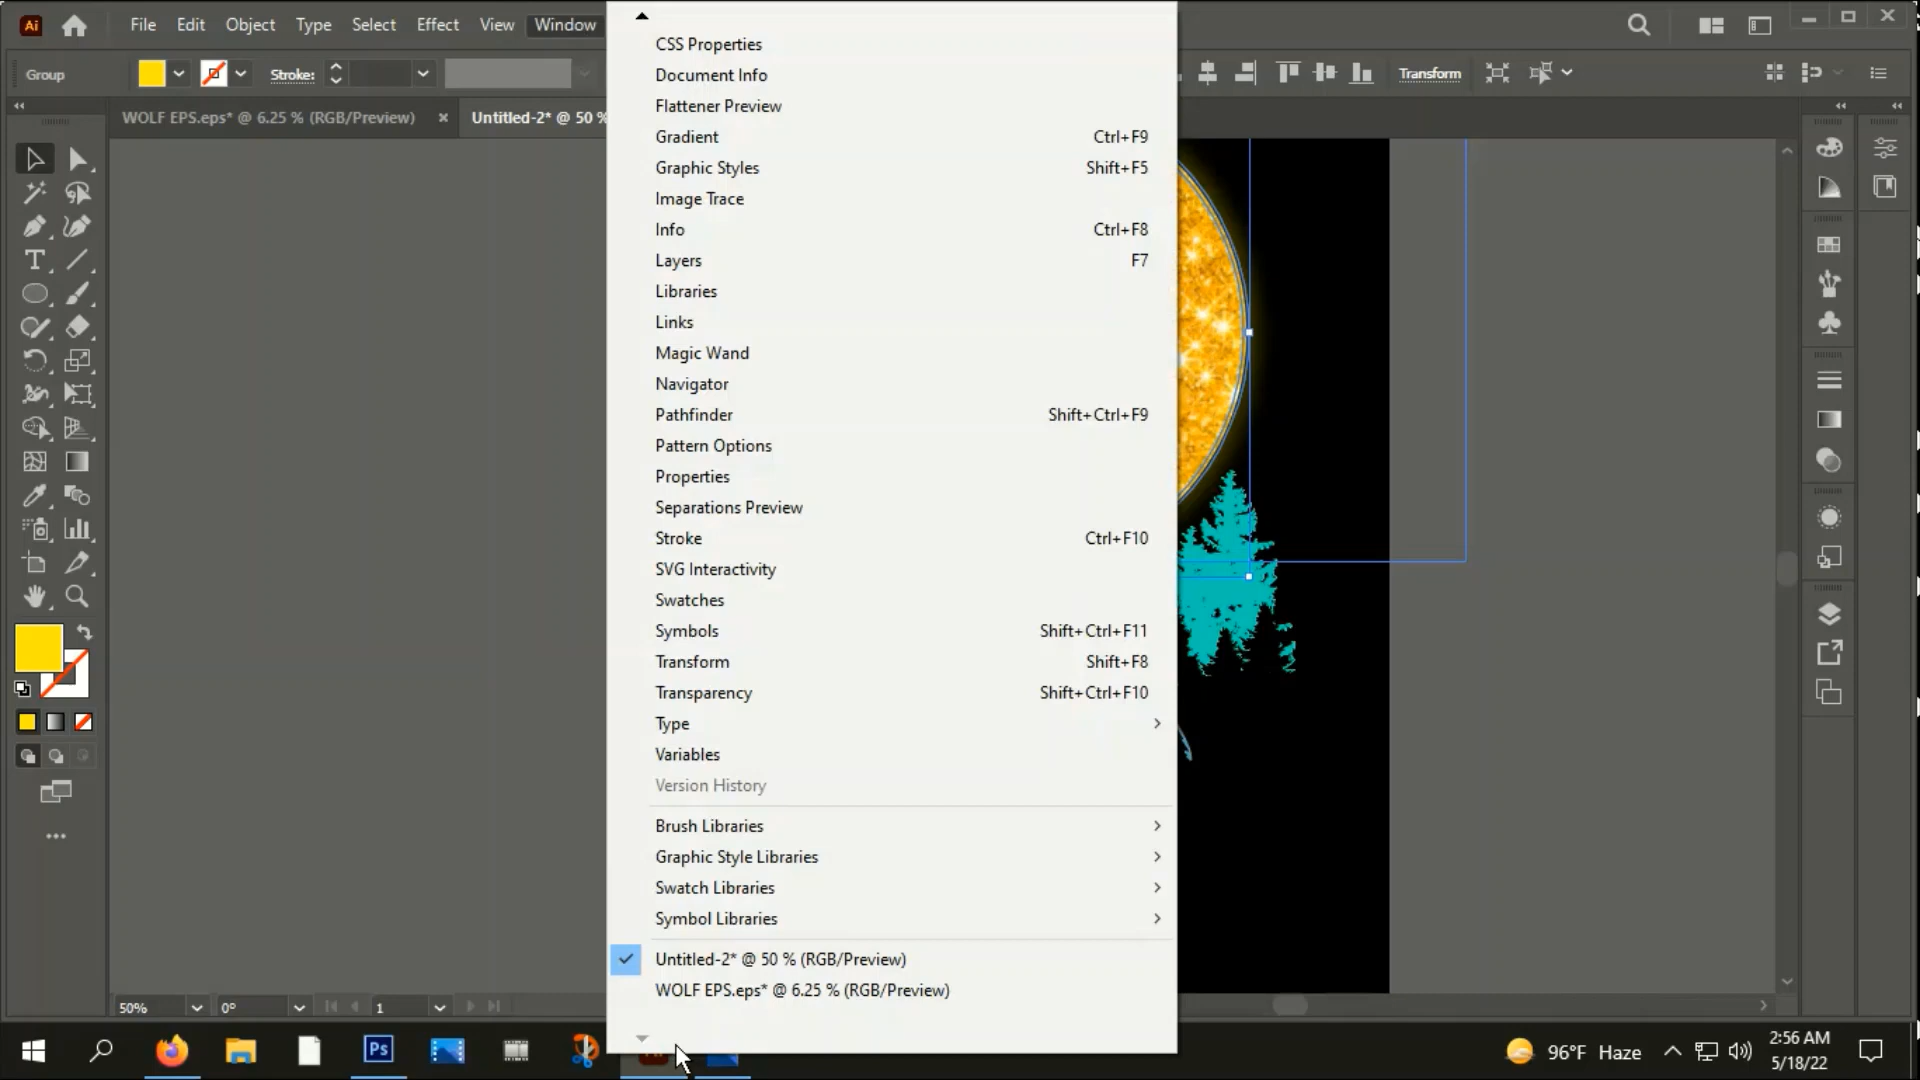 Ai File Edit Object Type Select Effect View Window
Group Stroke: Transform
WOLF EPS.eps* @ 6.25 % (RGB/Preview) × Untitled-2* @ 50 %
CSS Properties
Document Info
Flattener Preview
Gradient Ctrl+F9
Graphic Styles Shift+F5
Image Trace
Info Ctrl+F8
Layers F7
Libraries
Links
Magic Wand
Navigator
Pathfinder Shift+Ctrl+F9
Pattern Options
Properties
Separations Preview
Stroke Ctrl+F10
SVG Interactivity
Swatches
Symbols Shift+Ctrl+F11
Transform Shift+F8
Transparency Shift+Ctrl+F10
Type
Variables
Version History
Brush Libraries
Graphic Style Libraries
Swatch Libraries
Symbol Libraries
Untitled-2* @ 50 % (RGB/Preview)
WOLF EPS.eps* @ 6.25 % (RGB/Preview)
50% 0° 1
Ps 96°F Haze 2:56 AM
5/18/22